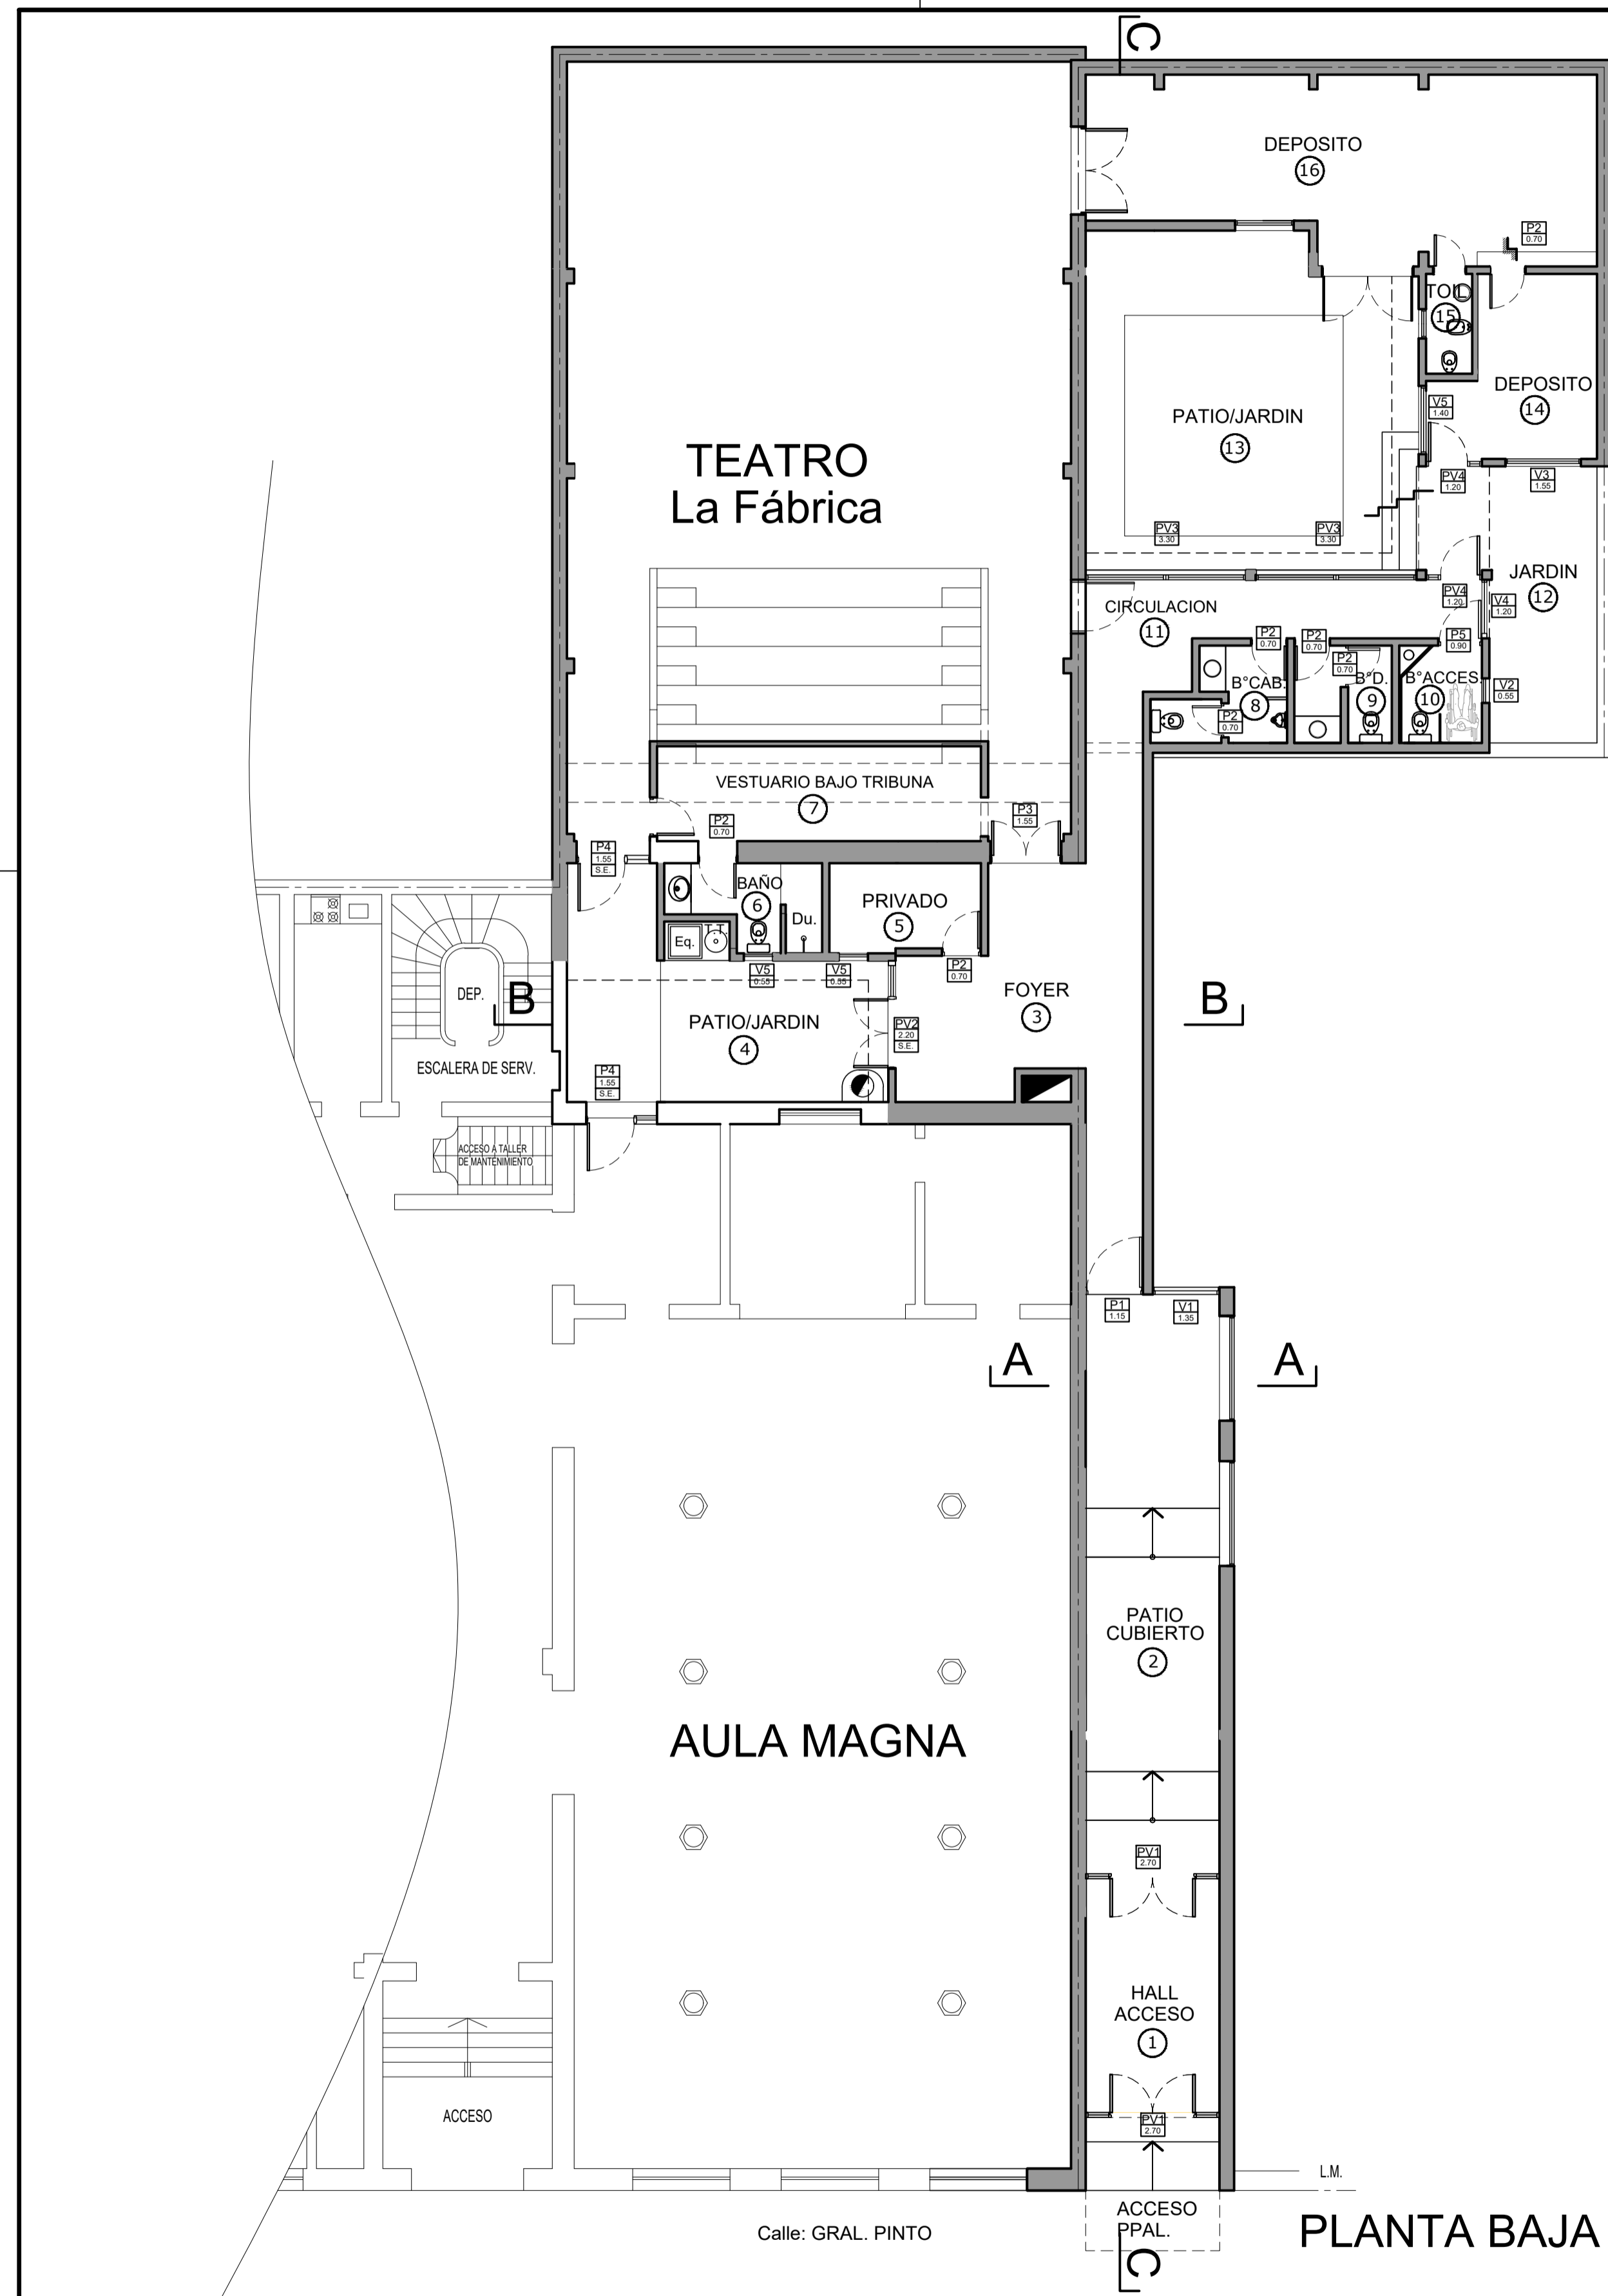 C
DEPOSITO
16
P2
0.70
TOIL
15
DEPOSITO
14
V5
1.40
PATIO/JARDIN
13
TEATRO
La Fábrica
PV4
1.20
V3
1.55
PV3
3.30
PV3
3.30
JARDIN
12
CIRCULACION
11
PV4
1.20
V4
1.20
P2
0.70
P2
0.70
P5
0.90
P2
0.70
B°CAB.
8
B°D.
9
B°ACCES.
10
V2
0.55
P2
0.70
VESTUARIO BAJO TRIBUNA
7
P2
0.70
P3
1.55
P4
1.55
S.E.
BAÑO
6
Du.
PRIVADO
5
Eq.
T.T.
V5
0.55
V5
0.55
P2
0.70
DEP.
B
FOYER
3
B
PATIO/JARDIN
4
PV2
2.20
S.E.
ESCALERA DE SERV.
P4
1.55
S.E.
ACCESO A TALLER
DE MANTENIMIENTO
P1
1.15
V1
1.35
A
A
PATIO
CUBIERTO
2
AULA MAGNA
PV1
2.70
HALL
ACCESO
1
ACCESO
PV1
2.70
L.M.
ACCESO
PPAL.
Calle: GRAL. PINTO
PLANTA BAJA
C